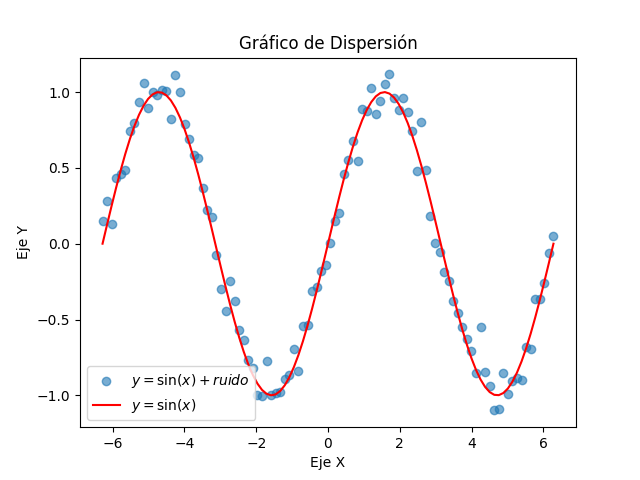 Gráfico de Dispersión
1.0
0.5
0.0
−0.5
−1.0
Eje Y
y = sin(x) + ruido
y = sin(x)
−6 −4 −2 0 2 4 6
Eje X